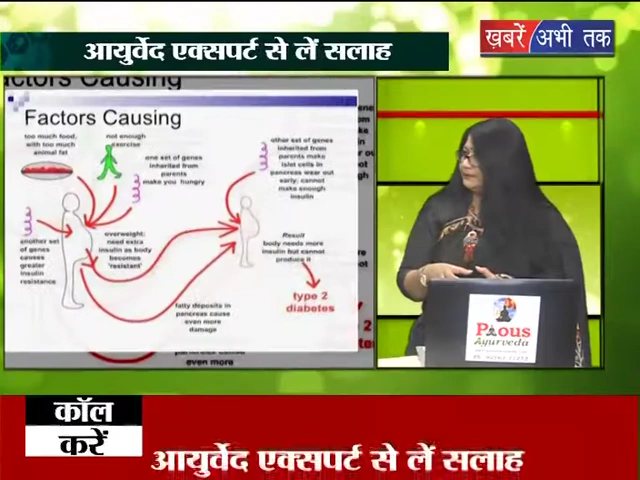 आयुर्वेद एक्सपर्ट से लें सलाह
ख़बरें अभी तक
Factors Causing
Factors Causing
too much food,
with too much
animal fat
not enough
exercise
one set of genes
inherited from
parents
make you hungry
other set of genes
inherited from
parents make
islet cells in
pancreas wear out
early; cannot
make enough
insulin
another set
of genes
causes
greater
insulin
resistance
overweight:
need extra
insulin as body
becomes
'resistant'
Result
body needs more
insulin but cannot
produce it
type 2
diabetes
fatty deposits in
pancreas cause
even more
damage
even more
Pious
Ayurveda
कॉल
करें
आयुर्वेद एक्सपर्ट से लें सलाह